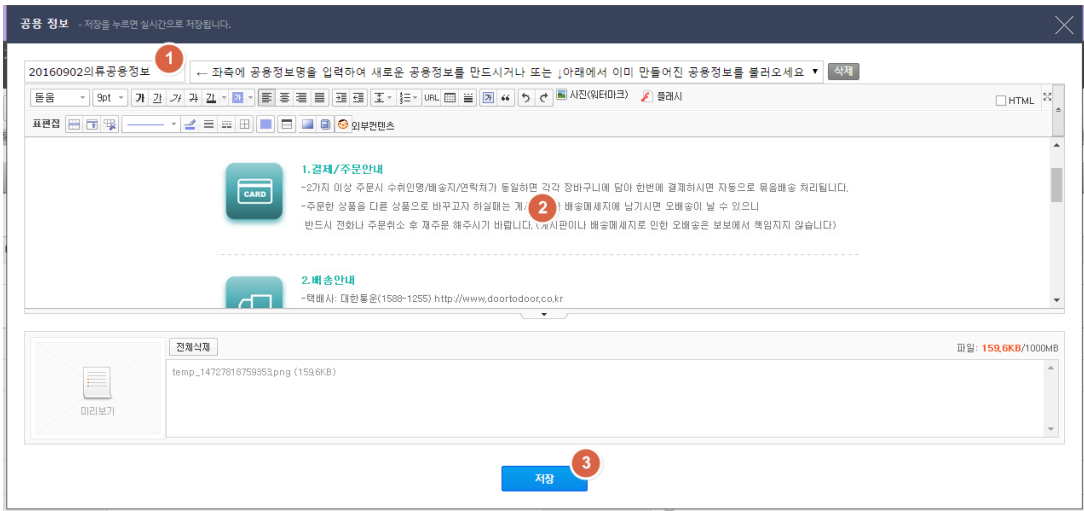 공용 정보 - 저장을 누르면 실시간으로 저장됩니다.
1
20160902의류공용정보 ← 좌측에 공용정보명을 입력하여 새로운 공용정보를 만드시거나 또는 ↓아래에서 이미 만들어진 공용정보를 불러오세요 ▼ 삭제
돋움 9pt 가 간 가 가 간 가 URL 사진(워터마크) 플래시 HTML
표편집 외부컨텐츠
1.결제/주문안내
CARD
-2가지 이상 주문시 수취인명/배송지/연락처가 동일하면 각각 장바구니에 담아 한번에 결제하시면 자동으로 묶음배송 처리됩니다.
-주문한 상품을 다른 상품으로 바꾸고자 하실때는 게시 배송메세지에 남기시면 오배송이 날 수 있으니
2
반드시 전화나 주문취소 후 재주문 해주시기 바랍니다. (게시판이나 배송메세지로 인한 오배송은 보보에서 책임지지 않습니다)
2.배송안내
-택배사: 대한통운(1588-1255) http://www.doortodoor.co.kr
전체삭제 파일: 159.6KB/1000MB
temp_14727818759353.png (159.6KB)
미리보기
3
저장